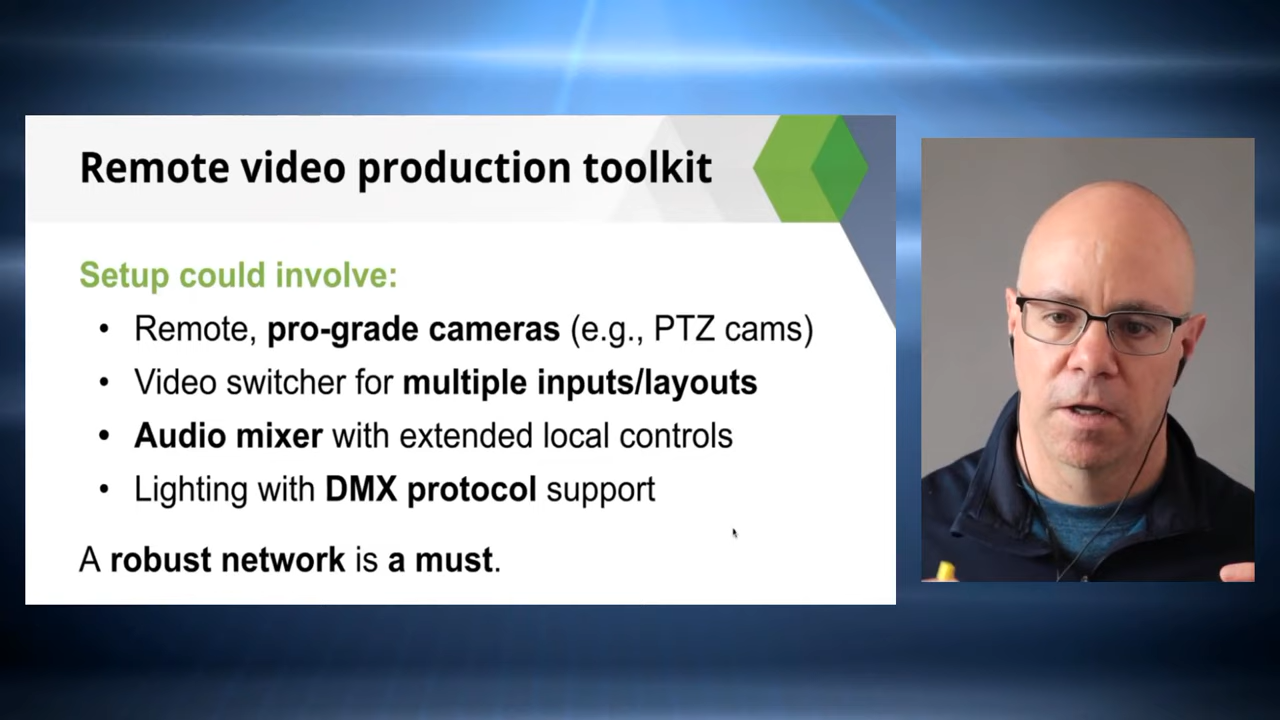 Remote video production toolkit
Setup could involve:
• Remote, pro-grade cameras (e.g., PTZ cams)
• Video switcher for multiple inputs/layouts
• Audio mixer with extended local controls
• Lighting with DMX protocol support
A robust network is a must.